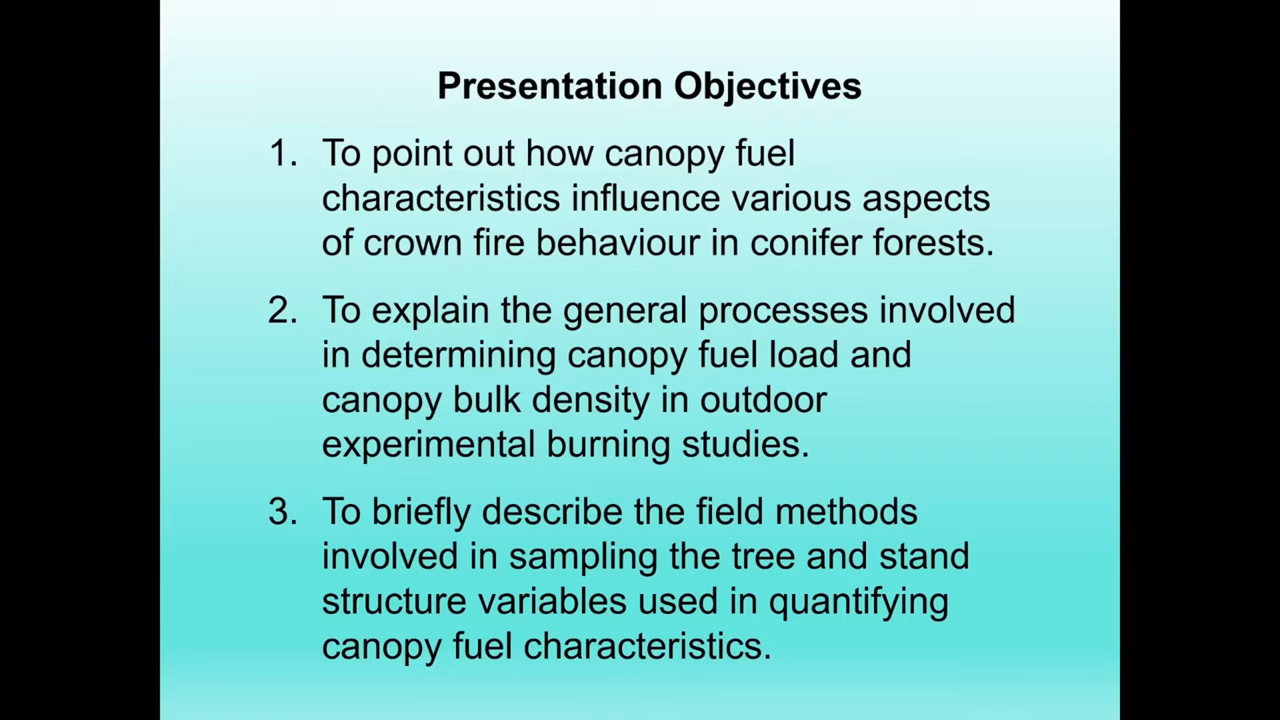 Presentation Objectives
1. To point out how canopy fuel
characteristics influence various aspects
of crown fire behaviour in conifer forests.
2. To explain the general processes involved
in determining canopy fuel load and
canopy bulk density in outdoor
experimental burning studies.
3. To briefly describe the field methods
involved in sampling the tree and stand
structure variables used in quantifying
canopy fuel characteristics.